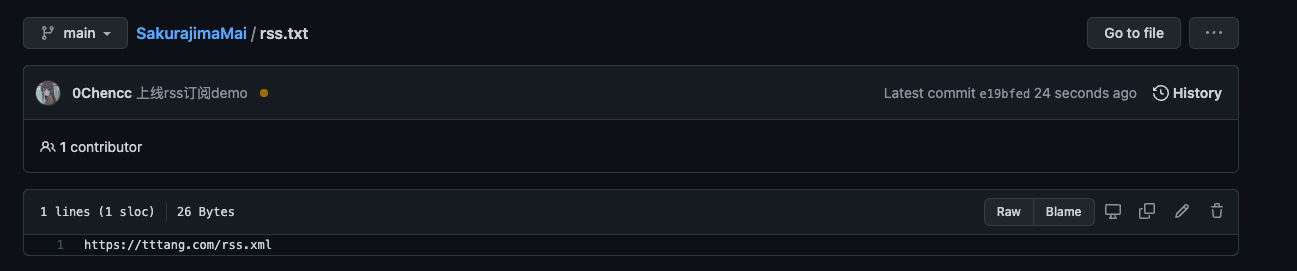 main SakurajimaMai / rss.txt Go to file ...
0Chencc 上线rss订阅demo Latest commit e19bfed 24 seconds ago History
1 contributor
1 lines (1 sloc) 26 Bytes Raw Blame
1 https://tttang.com/rss.xml